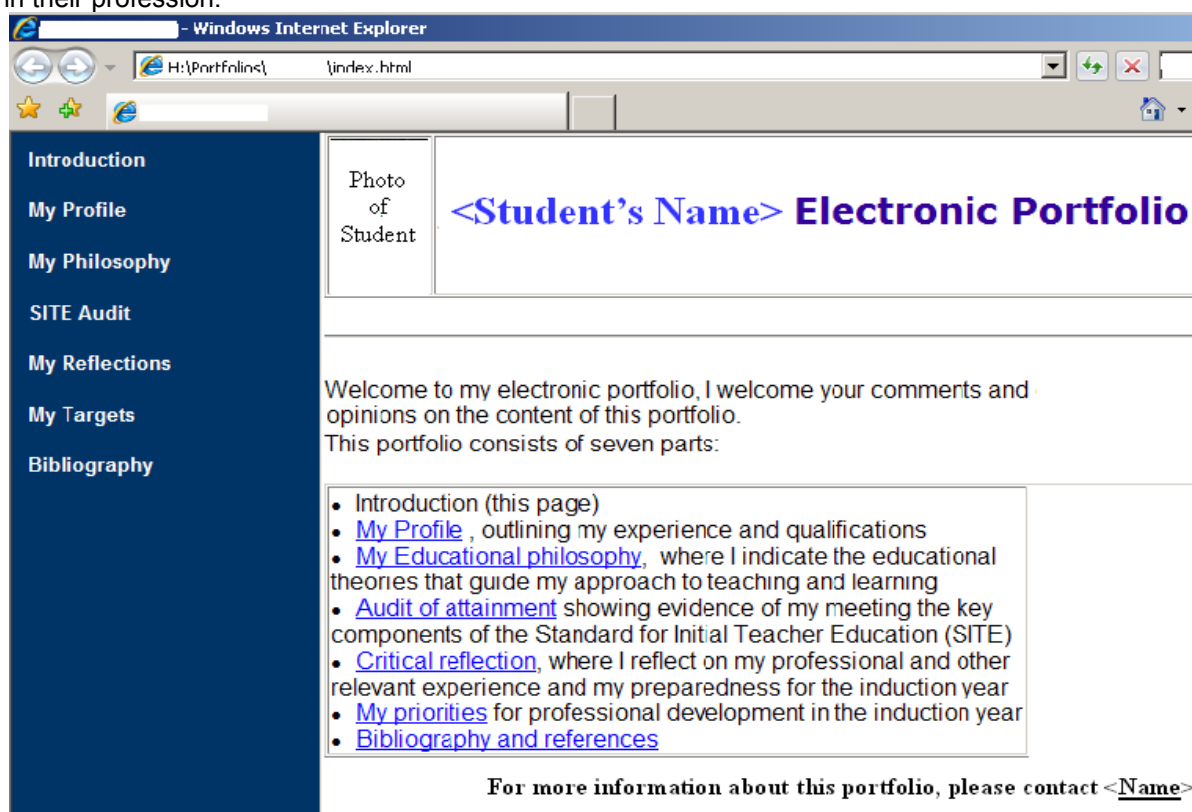 in their profession.
- Windows Internet Explorer
H:\Portfolios\ \index.html
Introduction
My Profile
My Philosophy
SITE Audit
My Reflections
My Targets
Bibliography
Photo
of
Student
<Student's Name> Electronic Portfolio
Welcome to my electronic portfolio, I welcome your comments and
opinions on the content of this portfolio.
This portfolio consists of seven parts:
• Introduction (this page)
• My Profile , outlining my experience and qualifications
• My Educational philosophy, where I indicate the educational
theories that guide my approach to teaching and learning
• Audit of attainment showing evidence of my meeting the key
components of the Standard for Initial Teacher Education (SITE)
• Critical reflection, where I reflect on my professional and other
relevant experience and my preparedness for the induction year
• My priorities for professional development in the induction year
• Bibliography and references
For more information about this portfolio, please contact <Name>